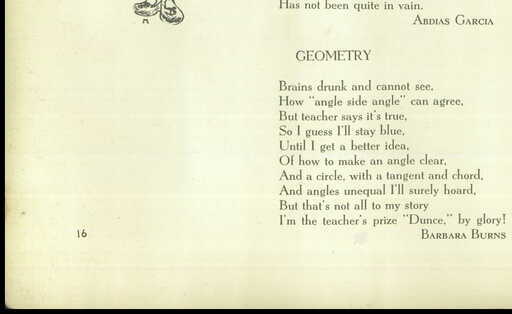 Has not been quite in vain.
Abdias Garcia
GEOMETRY
Brains drunk and cannot see,
How "angle side angle" can agree,
But teacher says it's true,
So I guess I'll stay blue,
Until I get a better idea,
Of how to make an angle clear,
And a circle, with a tangent and chord,
And angles unequal I'll surely hoard,
But that's not all to my story
I'm the teacher's prize "Dunce," by glory!
Barbara Burns
16